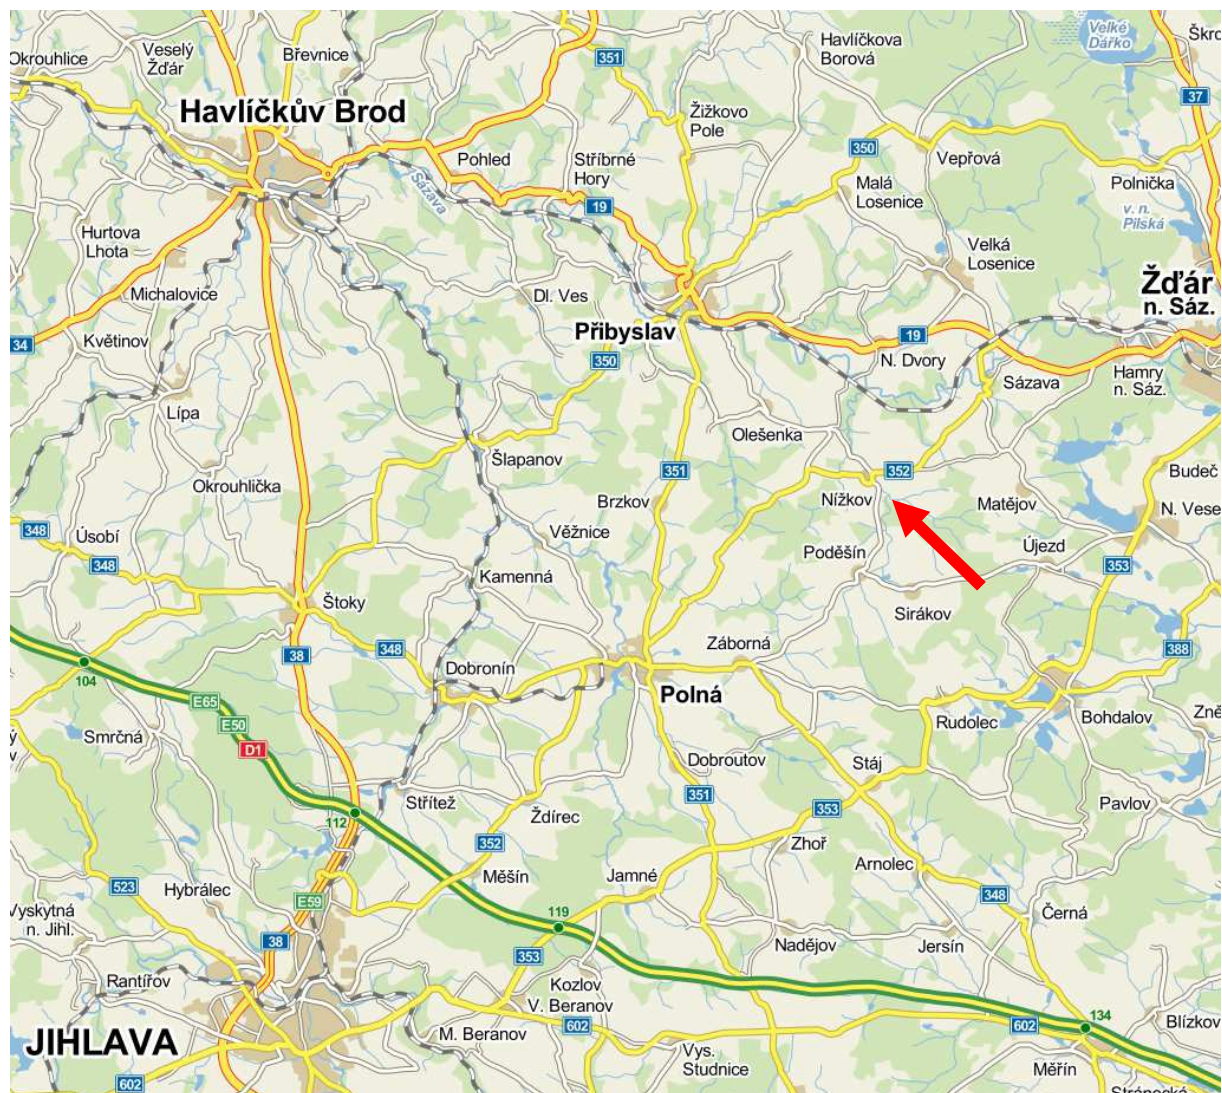 Okrouhlice
Veselý
Žďár
Břevnice
351
Havlíčkova
Borová
Velké
Dářko
Škro
37
Havlíčkův Brod
Žižkovo
Pole
350
Vepřová
Pohled
Sázava
Stříbrné
Hory
19
Malá
Losenice
Polnička
v. n.
Pilská
Hurtova
Lhota
Velká
Losenice
Michalovice
Dl. Ves
Žďár
n. Sáz.
Přibyslav
34
Květinov
350
19
N. Dvory
Sázava
Hamry
n. Sáz.
Lípa
Olešenka
Šlapanov
351
352
Budeč
Okrouhlička
Brzkov
Nížkov
Matějov
N. Vese
348
Úsobí
Věžnice
348
Poděšín
Újezd
353
Kamenná
Štoky
Sirákov
38
348
Záborná
388
Dobronín
104
E65
Polná
E50
Rudolec
Bohdalov
Zně
ý
v
Smrčná
D1
Dobroutov
Stáj
Střítež
351
353
Pavlov
112
Ždírec
352
Zhoř
Arnolec
523
Hybrálec
Měšín
Jamné
348
E59
Vyskytná
n. Jihl.
119
Černá
38
353
Nadějov
Jersín
Rantířov
Kozlov
V. Beranov
134
602
602
Blízkov
JIHLAVA
M. Beranov
Vys.
Studnice
Měřín
602
Stránecká